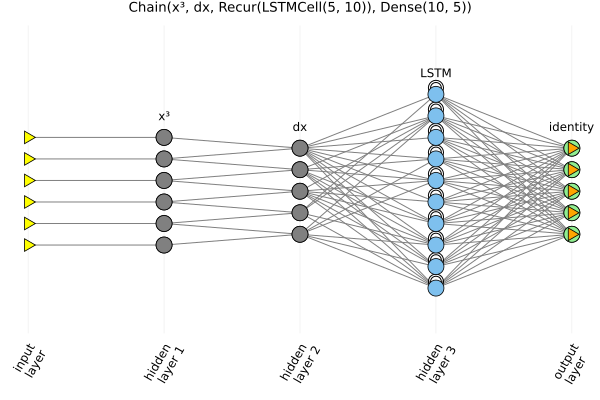 Chain(x³, dx, Recur(LSTMCell(5, 10)), Dense(10, 5))
LSTM
x³
dx
identity
input
layer
hidden
layer 1
hidden
layer 2
hidden
layer 3
output
layer